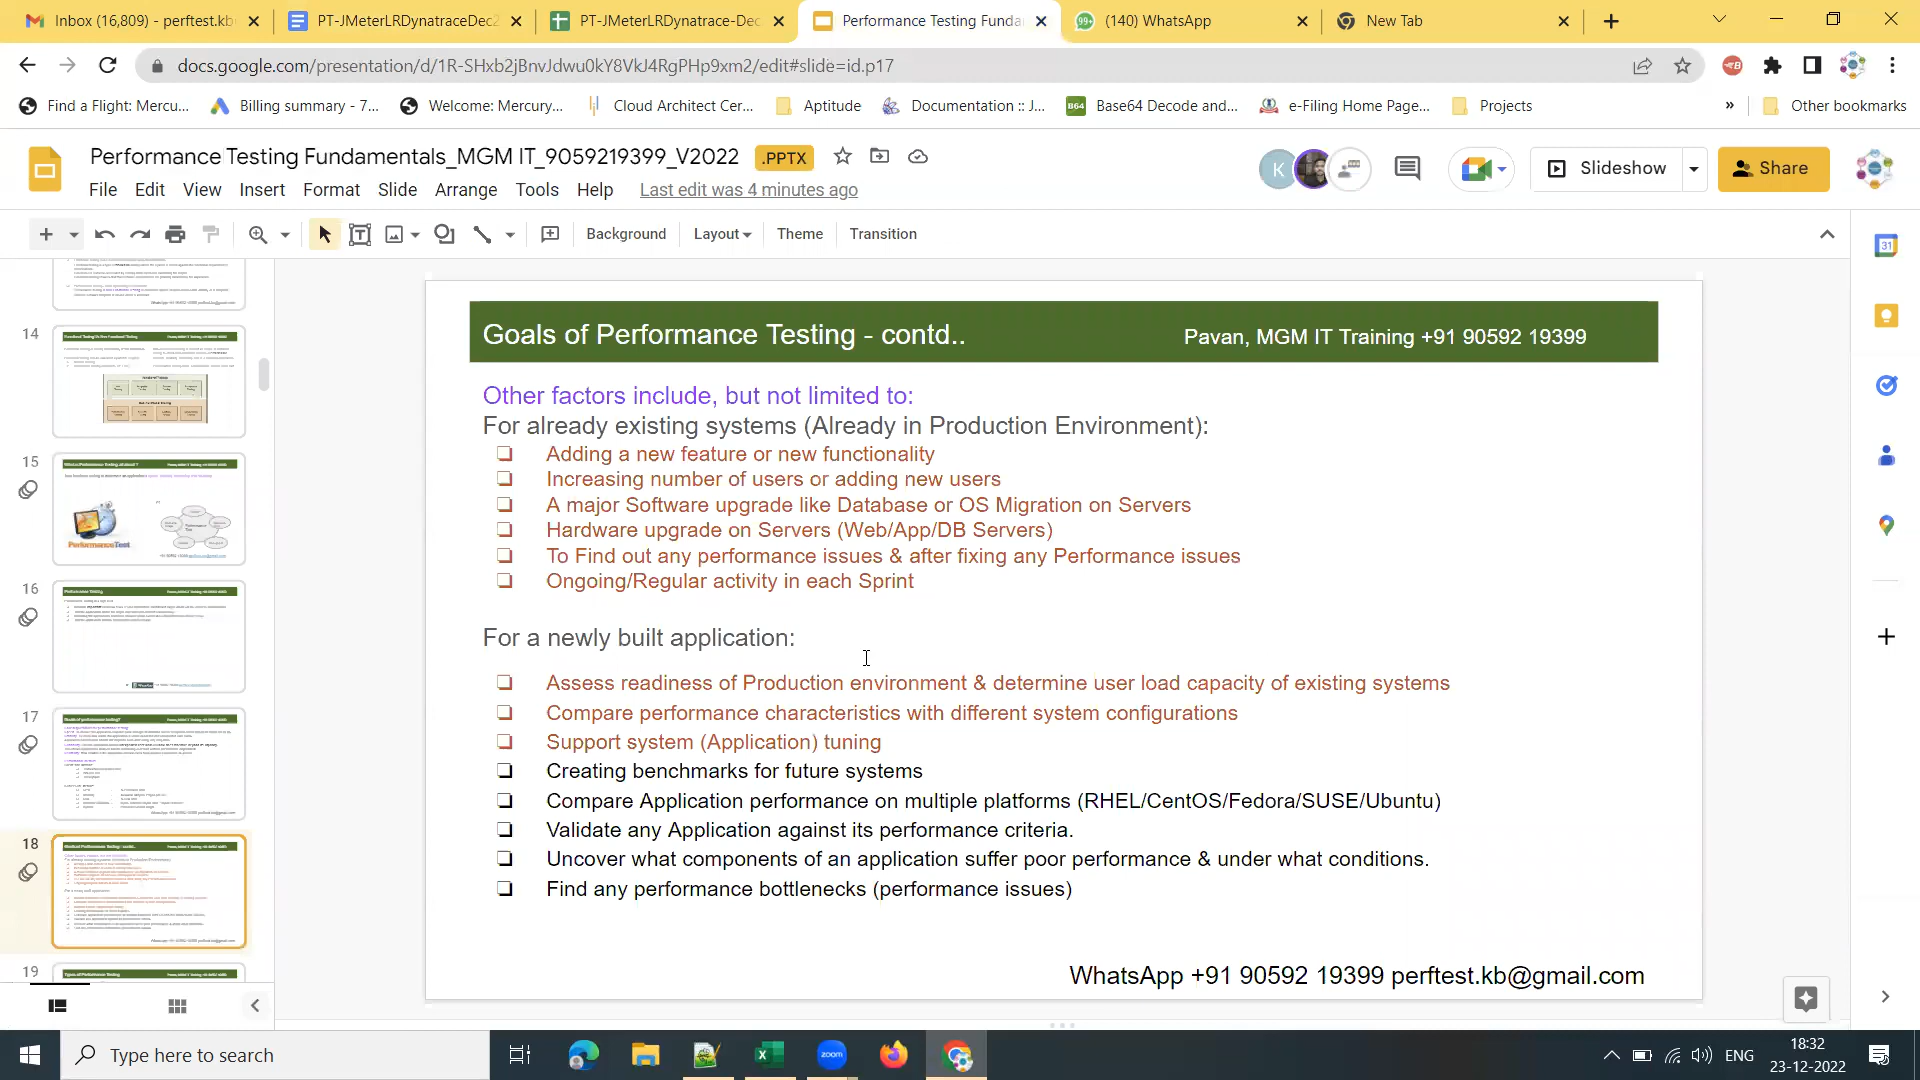 Inbox (16,809) - perftest.kb
PT-JMeterLRDynatraceDec2
PT-JMeterLRDynatrace-Dec
Performance Testing Funda
(140) WhatsApp
New Tab
docs.google.com/presentation/d/1R-SHxb2jBnvJdwu0kY8VkJ4RgPHp9xm2/edit#slide=id.p17
Find a Flight: Mercu...
Billing summary - 7...
Welcome: Mercury...
Cloud Architect Cer...
Aptitude
Documentation :: J...
Base64 Decode and...
e-Filing Home Page...
Projects
»
Other bookmarks
Performance Testing Fundamentals_MGM IT_9059219399_V2022
.PPTX
File Edit View Insert Format Slide Arrange Tools Help
Last edit was 4 minutes ago
K
Slideshow
Share
Background
Layout
Theme
Transition
14
15
16
17
18
19
Goals of Performance Testing - contd..
Pavan, MGM IT Training +91 90592 19399
Other factors include, but not limited to:
For already existing systems (Already in Production Environment):
Adding a new feature or new functionality
Increasing number of users or adding new users
A major Software upgrade like Database or OS Migration on Servers
Hardware upgrade on Servers (Web/App/DB Servers)
To Find out any performance issues & after fixing any Performance issues
Ongoing/Regular activity in each Sprint
For a newly built application:
Assess readiness of Production environment & determine user load capacity of existing systems
Compare performance characteristics with different system configurations
Support system (Application) tuning
Creating benchmarks for future systems
Compare Application performance on multiple platforms (RHEL/CentOS/Fedora/SUSE/Ubuntu)
Validate any Application against its performance criteria.
Uncover what components of an application suffer poor performance & under what conditions.
Find any performance bottlenecks (performance issues)
WhatsApp +91 90592 19399 perftest.kb@gmail.com
Type here to search
zoom
ENG
18:32
23-12-2022